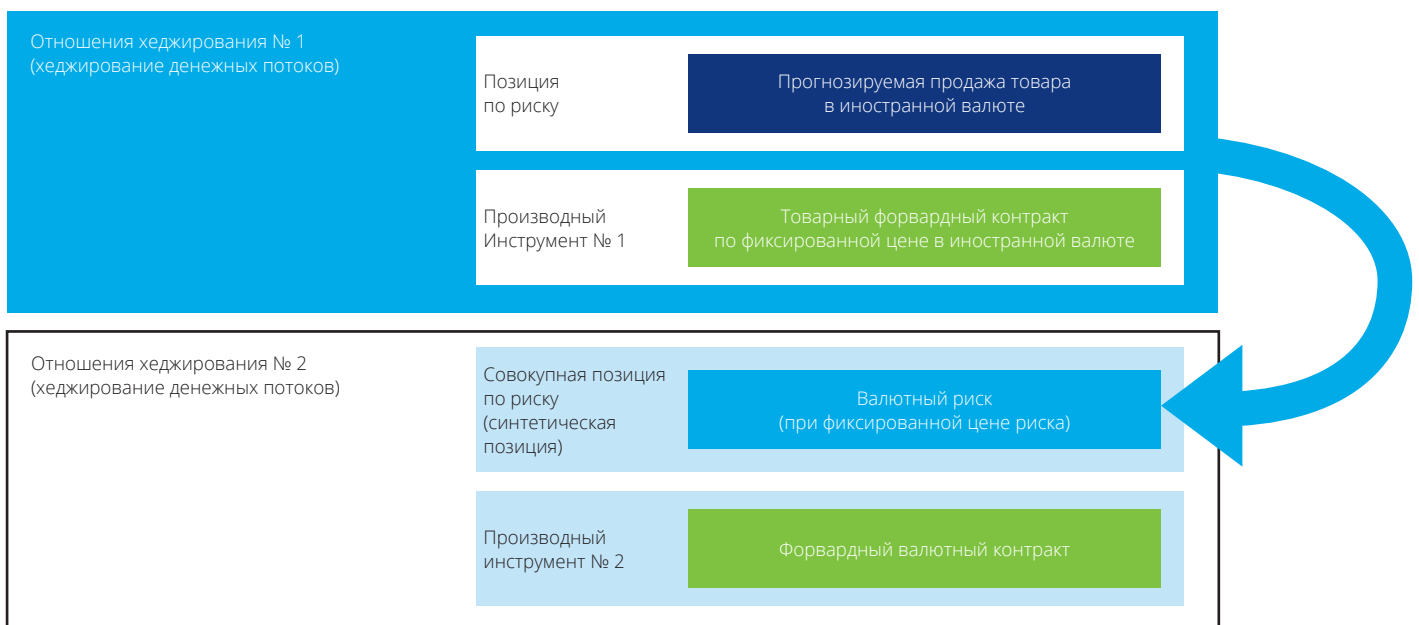 Отношения хеджирования № 1
(хеджирование денежных потоков)
Позиция
по риску
Прогнозируемая продажа товара
в иностранной валюте
Производный
Инструмент № 1
Товарный форвардный контракт
по фиксированной цене в иностранной валюте
Отношения хеджирования № 2
(хеджирование денежных потоков)
Совокупная позиция
по риску
(синтетическая
позиция)
Валютный риск
(при фиксированной цене риска)
Производный
инструмент № 2
Форвардный валютный контракт